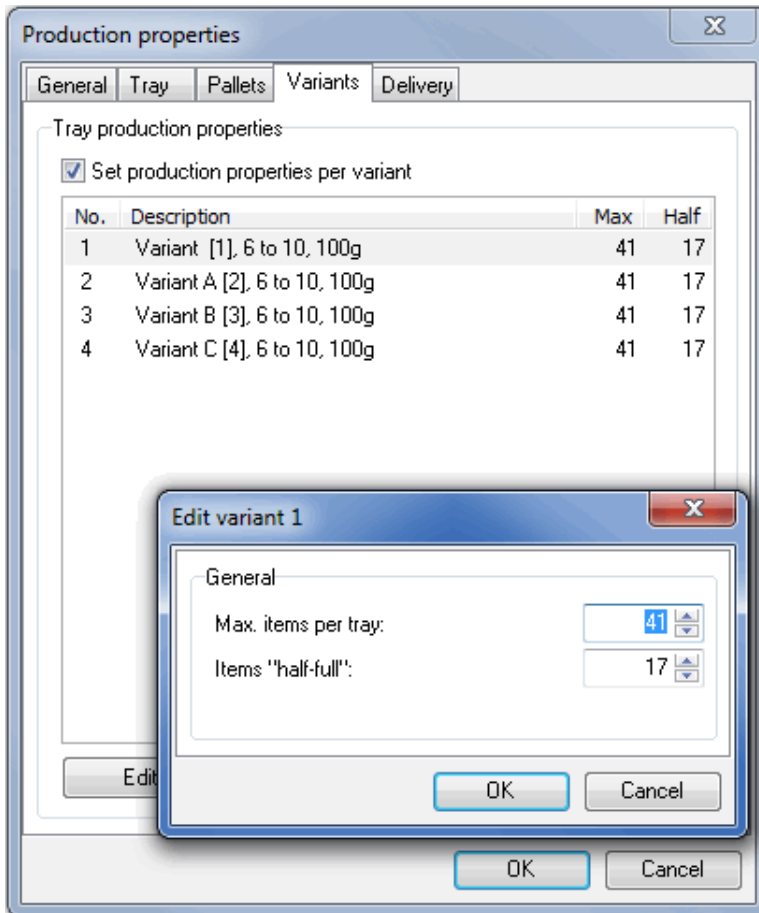 Production properties
General Tray Pallets Variants Delivery
Tray production properties
Set production properties per variant
No. Description Max Half
1 Variant [1], 6 to 10, 100g 41 17
2 Variant A [2], 6 to 10, 100g 41 17
3 Variant B [3], 6 to 10, 100g 41 17
4 Variant C [4], 6 to 10, 100g 41 17
Edit variant 1
General
Max. items per tray: 41
Items "half-full": 17
Edit
OK Cancel
OK Cancel